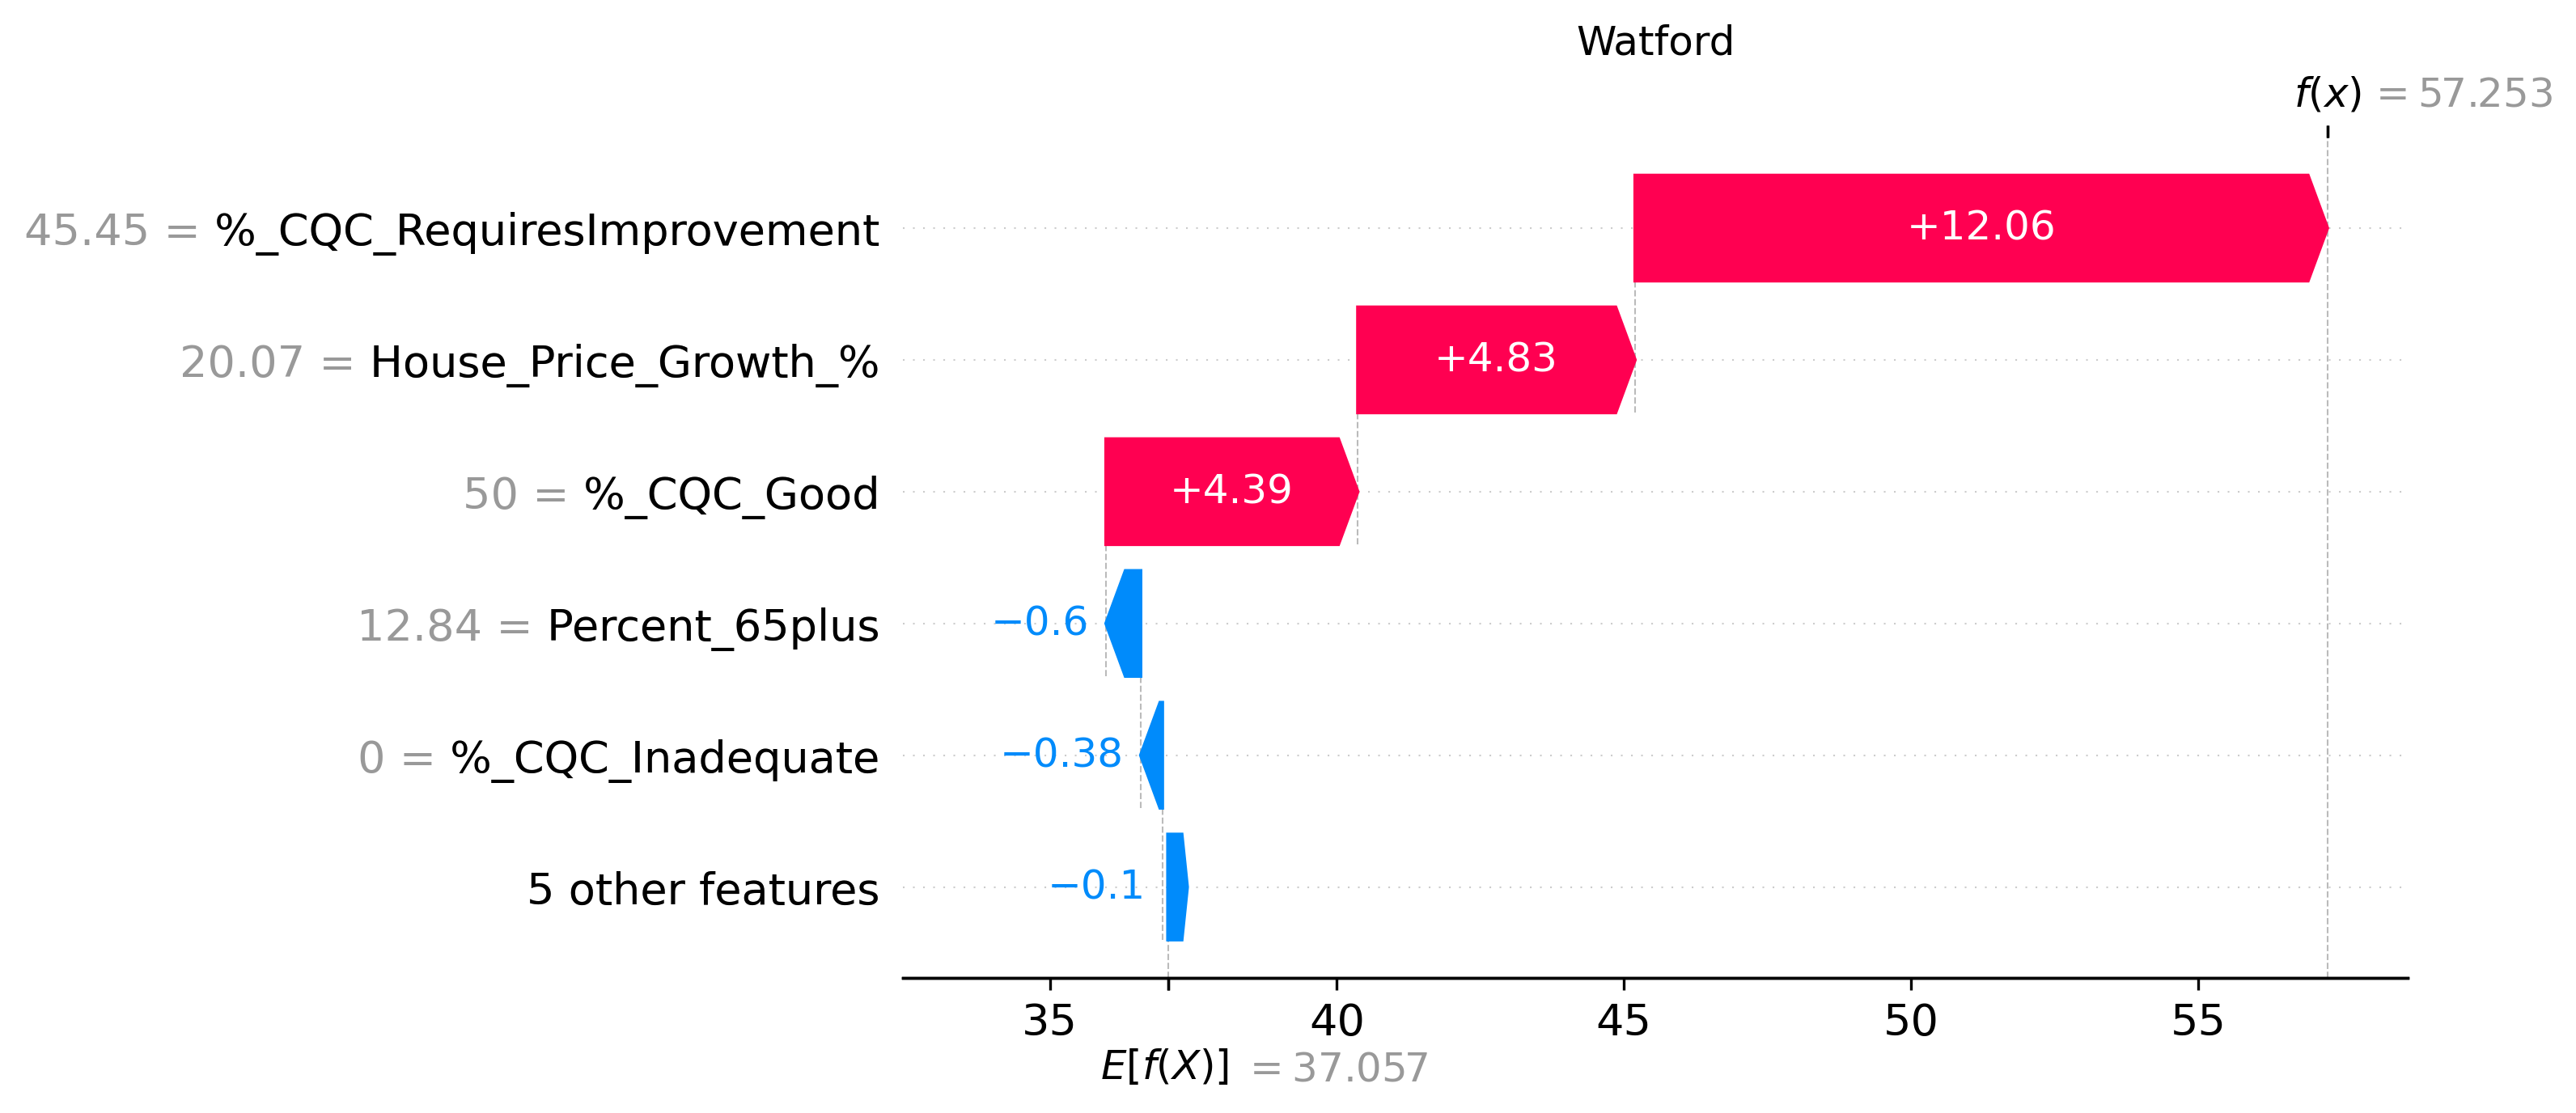 Watford
f(x) = 57.253
45.45 = %_CQC_RequiresImprovement
+12.06
20.07 = House_Price_Growth_%
+4.83
50 = %_CQC_Good
+4.39
12.84 = Percent_65plus
−0.6
0 = %_CQC_Inadequate
−0.38
5 other features
−0.1
35 40 45 50 55
E[f(X)] = 37.057